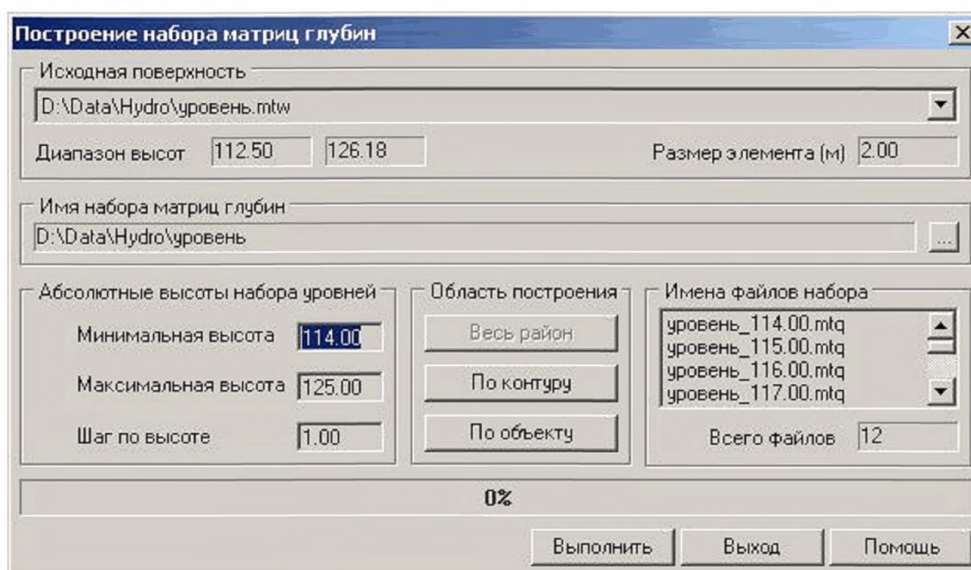 Построение набора матриц глубин
Исходная поверхность
D:\Data\Hydro\уровень.mtw
Диапазон высот 112.50 126.18 Размер элемента (м) 2.00
Имя набора матриц глубин
D:\Data\Hydro\уровень
...
Абсолютные высоты набора уровней
Минимальная высота 114.00
Максимальная высота 125.00
Шаг по высоте 1.00
Область построения
Весь район
По контуру
По объекту
Имена файлов набора
уровень_114.00.mtq
уровень_115.00.mtq
уровень_116.00.mtq
уровень_117.00.mtq
Всего файлов 12
0%
Выполнить Выход Помощь